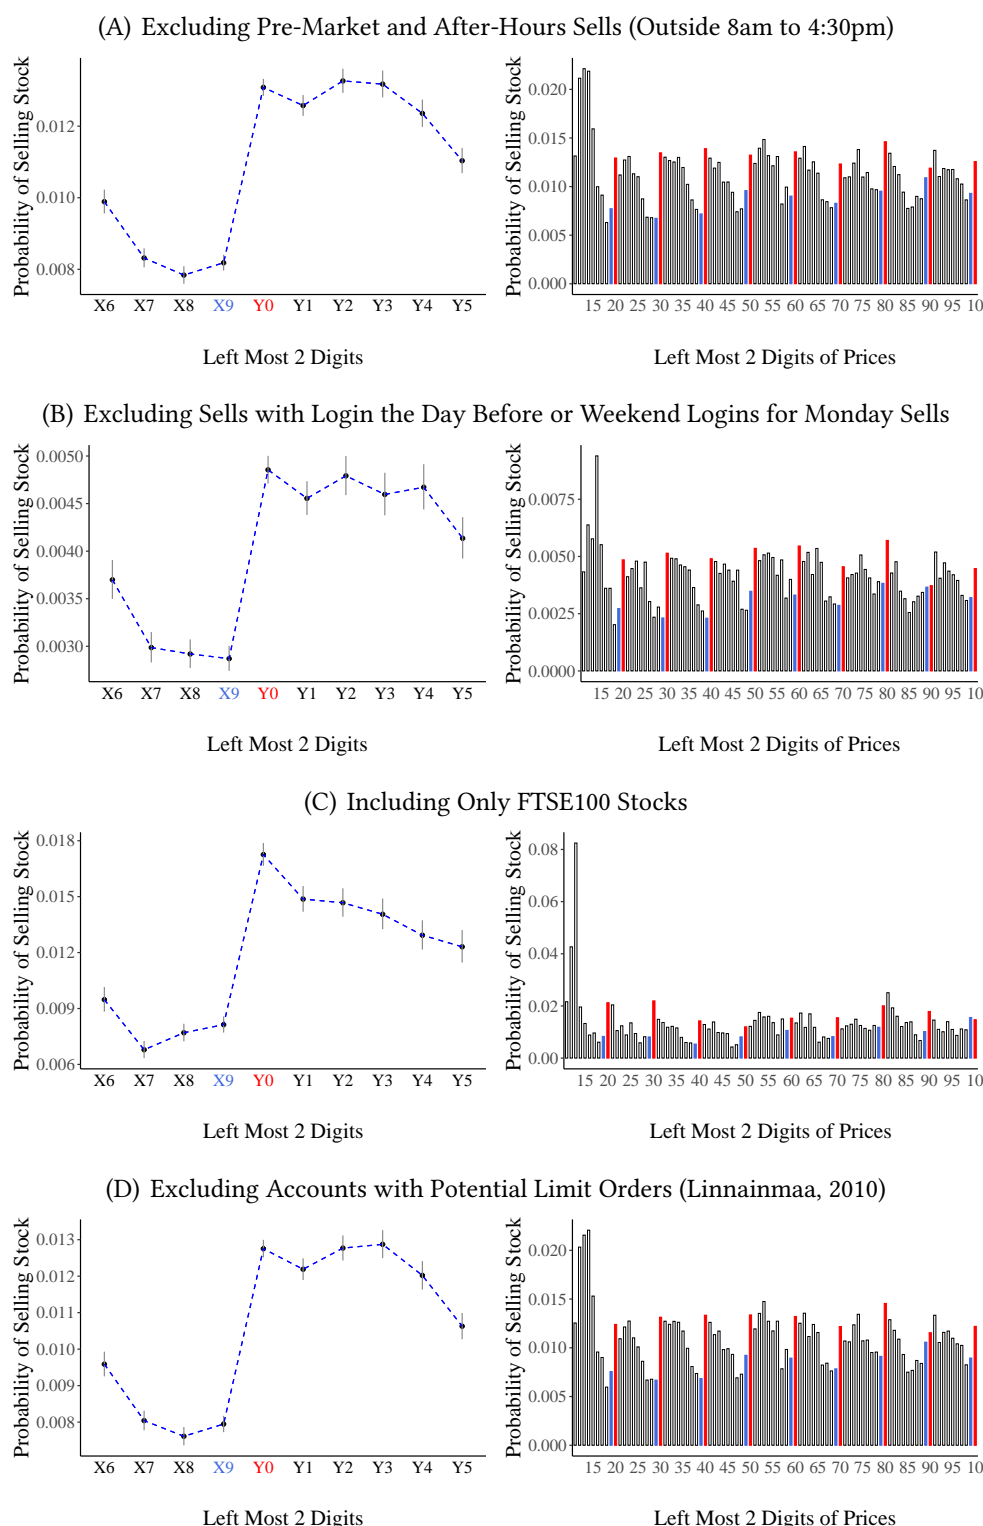 (A) Excluding Pre-Market and After-Hours Sells (Outside 8am to 4:30pm)
Probability of Selling Stock
0.012
0.010
0.008
X6 X7 X8 X9 Y0 Y1 Y2 Y3 Y4 Y5
Left Most 2 Digits
Probability of Selling Stock
0.020
0.015
0.010
0.005
0.000
15 20 25 30 35 40 45 50 55 60 65 70 75 80 85 90 95 10
Left Most 2 Digits of Prices
(B) Excluding Sells with Login the Day Before or Weekend Logins for Monday Sells
Probability of Selling Stock
0.0050
0.0045
0.0040
0.0035
0.0030
X6 X7 X8 X9 Y0 Y1 Y2 Y3 Y4 Y5
Left Most 2 Digits
Probability of Selling Stock
0.0075
0.0050
0.0025
0.0000
15 20 25 30 35 40 45 50 55 60 65 70 75 80 85 90 95 10
Left Most 2 Digits of Prices
(C) Including Only FTSE100 Stocks
Probability of Selling Stock
0.018
0.015
0.012
0.009
0.006
X6 X7 X8 X9 Y0 Y1 Y2 Y3 Y4 Y5
Left Most 2 Digits
Probability of Selling Stock
0.08
0.06
0.04
0.02
0.00
15 20 25 30 35 40 45 50 55 60 65 70 75 80 85 90 95 10
Left Most 2 Digits of Prices
(D) Excluding Accounts with Potential Limit Orders (Linnainmaa, 2010)
Probability of Selling Stock
0.013
0.012
0.011
0.010
0.009
0.008
X6 X7 X8 X9 Y0 Y1 Y2 Y3 Y4 Y5
Left Most 2 Digits
Probability of Selling Stock
0.020
0.015
0.010
0.005
0.000
15 20 25 30 35 40 45 50 55 60 65 70 75 80 85 90 95 10
Left Most 2 Digits of Prices